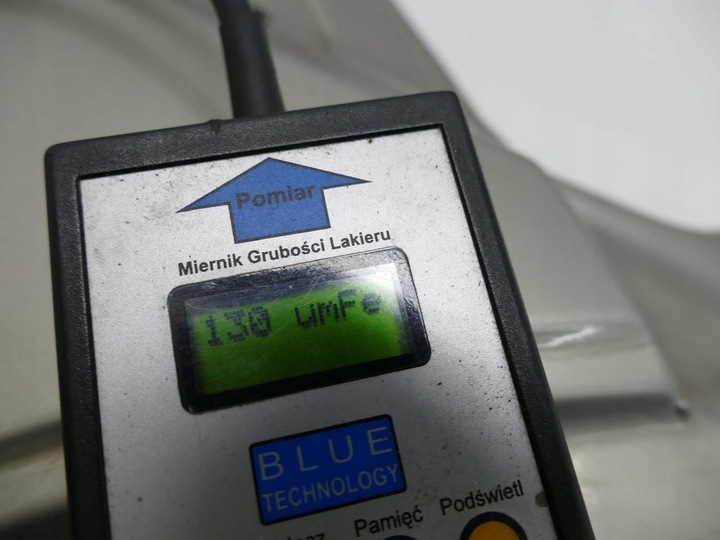 Pomiar
Miernik Grubości Lakieru
130 umFe
BLUE
TECHNOLOGY
Pamięć Podświetl